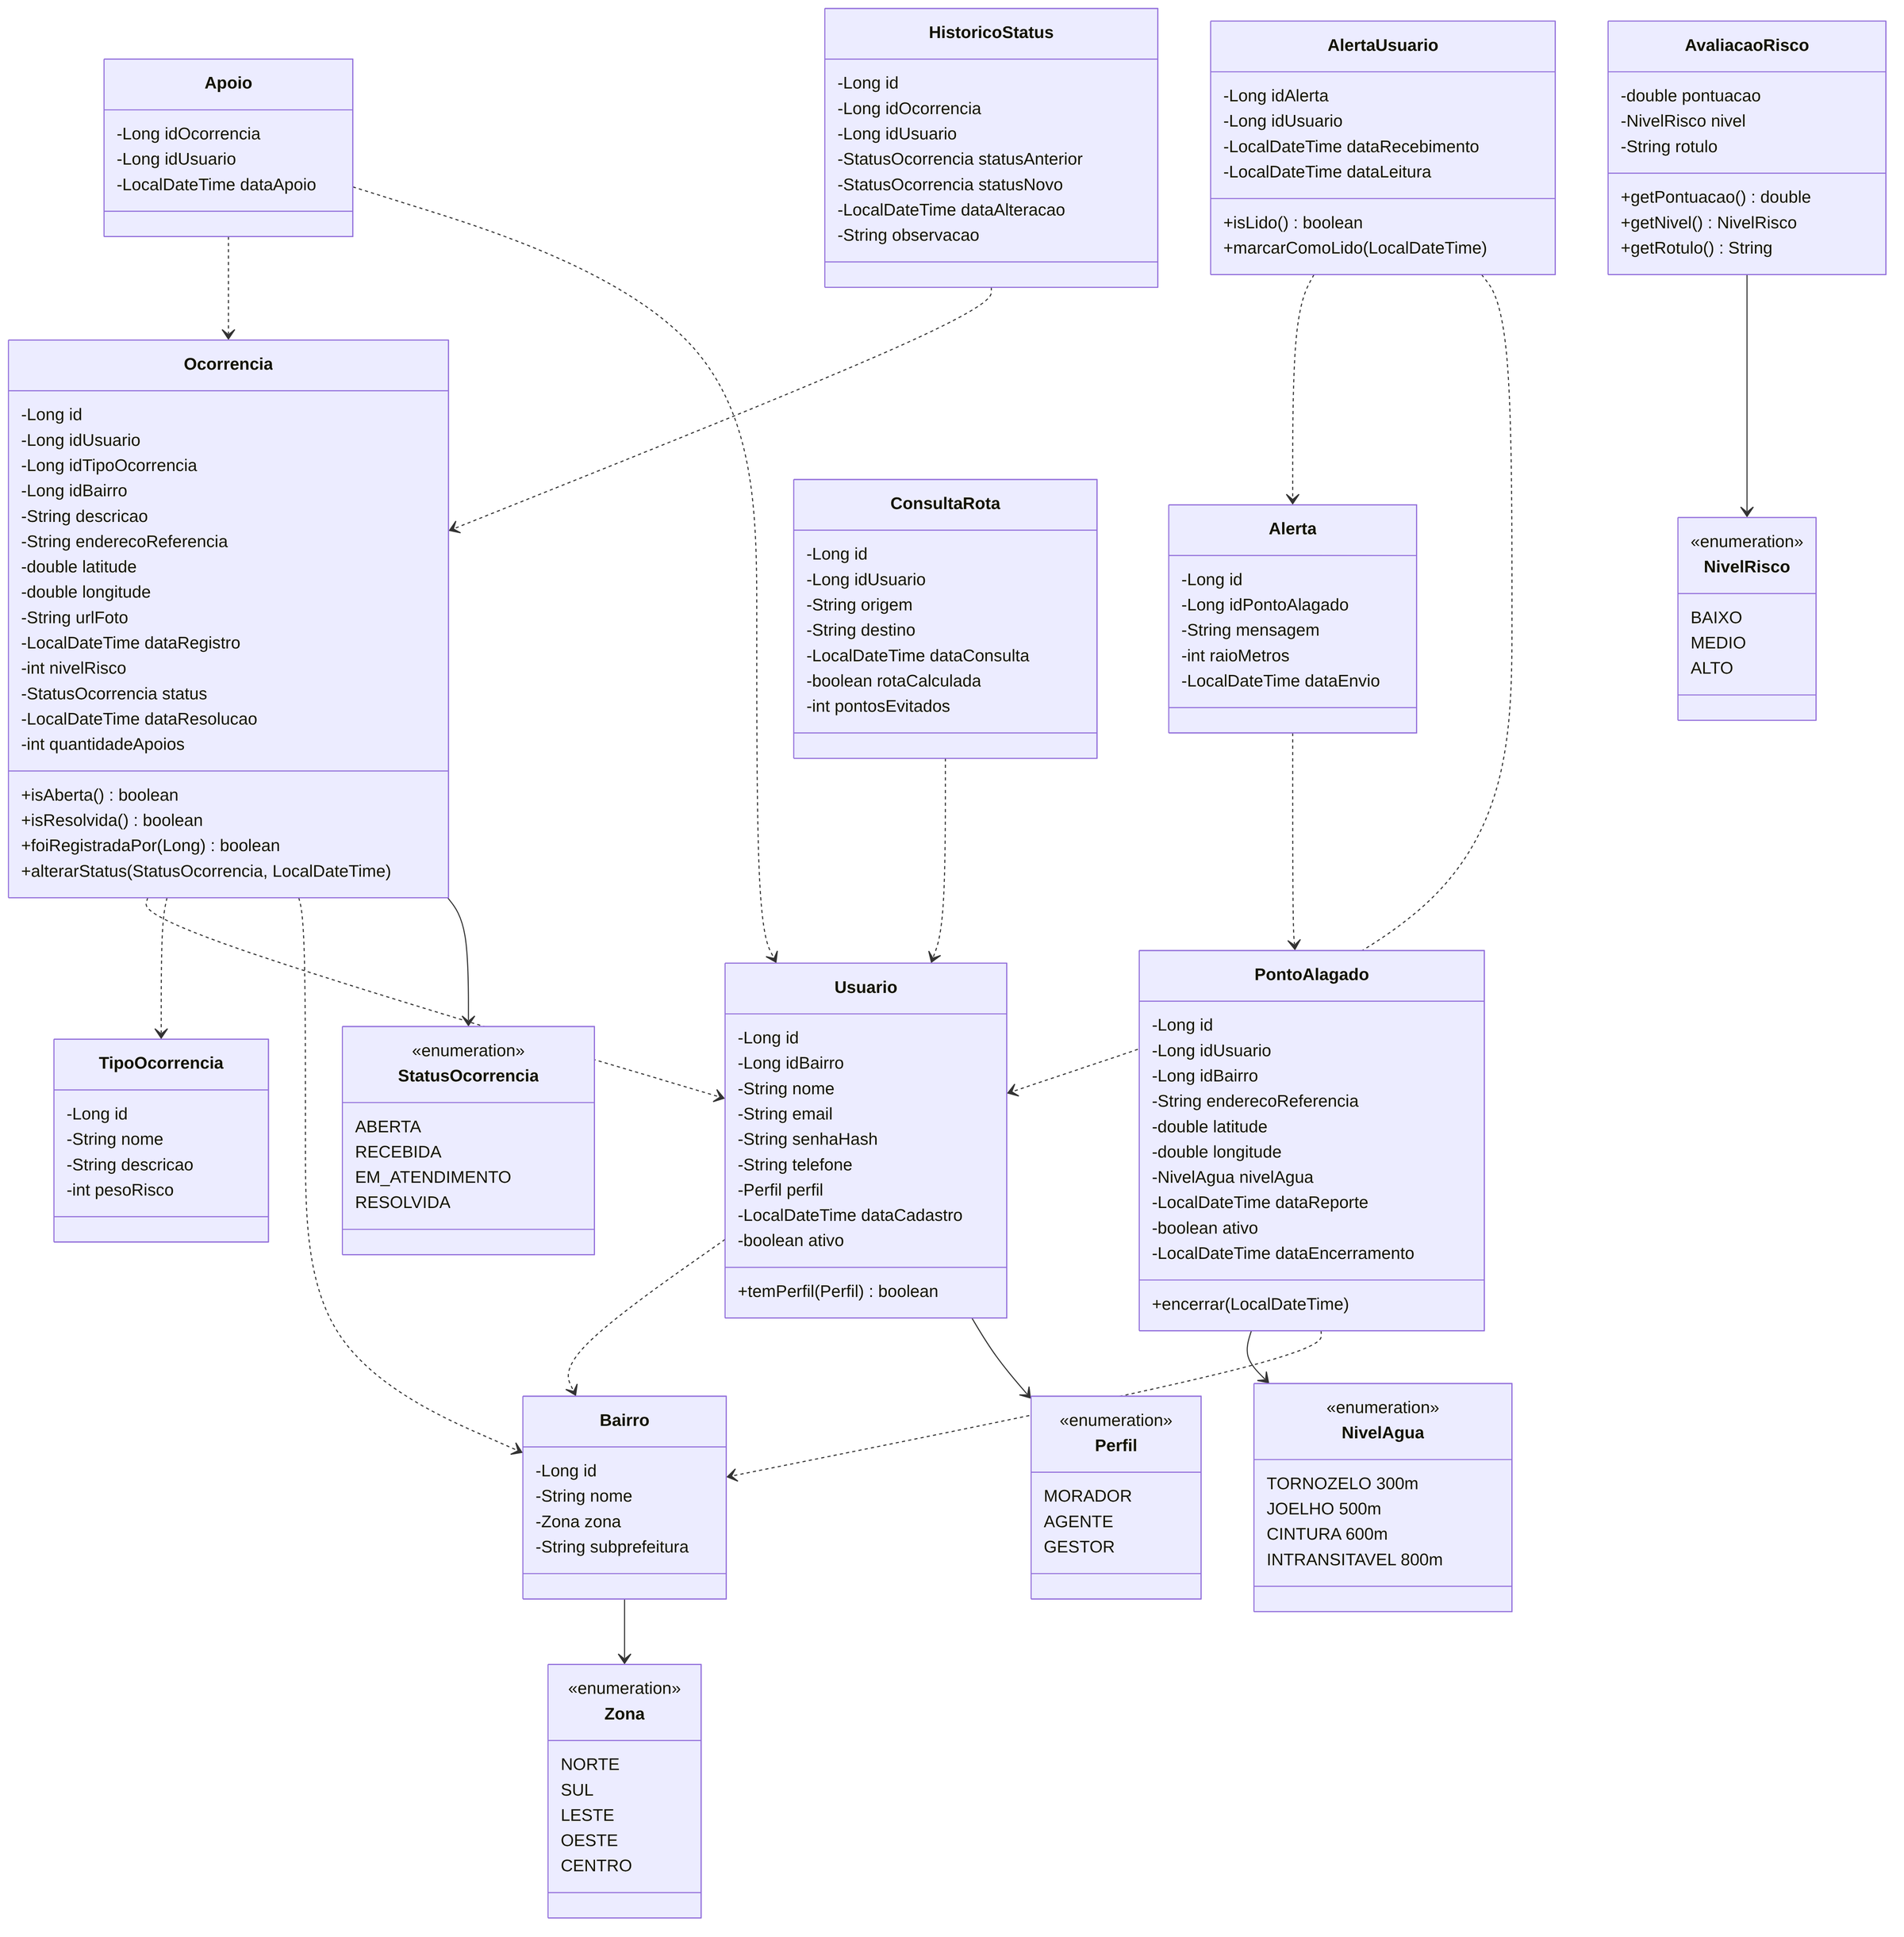 HistoricoStatus
-Long id
-Long idOcorrencia
-Long idUsuario
-StatusOcorrencia statusAnterior
-StatusOcorrencia statusNovo
-LocalDateTime dataAlteracao
-String observacao
AlertaUsuario
-Long idAlerta
-Long idUsuario
-LocalDateTime dataRecebimento
-LocalDateTime dataLeitura
+isLido() : boolean
+marcarComoLido(LocalDateTime)
AvaliacaoRisco
-double pontuacao
-NivelRisco nivel
-String rotulo
+getPontuacao() : double
+getNivel() : NivelRisco
+getRotulo() : String
Apoio
-Long idOcorrencia
-Long idUsuario
-LocalDateTime dataApoio
Ocorrencia
-Long id
-Long idUsuario
-Long idTipoOcorrencia
-Long idBairro
-String descricao
-String enderecoReferencia
-double latitude
-double longitude
-String urlFoto
-LocalDateTime dataRegistro
-int nivelRisco
-StatusOcorrencia status
-LocalDateTime dataResolucao
-int quantidadeApoios
+isAberta() : boolean
+isResolvida() : boolean
+foiRegistradaPor(Long) : boolean
+alterarStatus(StatusOcorrencia, LocalDateTime)
ConsultaRota
-Long id
-Long idUsuario
-String origem
-String destino
-LocalDateTime dataConsulta
-boolean rotaCalculada
-int pontosEvitados
Alerta
-Long id
-Long idPontoAlagado
-String mensagem
-int raioMetros
-LocalDateTime dataEnvio
«enumeration»
NivelRisco
BAIXO
MEDIO
ALTO
TipoOcorrencia
-Long id
-String nome
-String descricao
-int pesoRisco
«enumeration»
StatusOcorrencia
ABERTA
RECEBIDA
EM_ATENDIMENTO
RESOLVIDA
Usuario
-Long id
-Long idBairro
-String nome
-String email
-String senhaHash
-String telefone
-Perfil perfil
-LocalDateTime dataCadastro
-boolean ativo
+temPerfil(Perfil) : boolean
PontoAlagado
-Long id
-Long idUsuario
-Long idBairro
-String enderecoReferencia
-double latitude
-double longitude
-NivelAgua nivelAgua
-LocalDateTime dataReporte
-boolean ativo
-LocalDateTime dataEncerramento
+encerrar(LocalDateTime)
Bairro
-Long id
-String nome
-Zona zona
-String subprefeitura
«enumeration»
Perfil
MORADOR
AGENTE
GESTOR
«enumeration»
NivelAgua
TORNOZELO 300m
JOELHO 500m
CINTURA 600m
INTRANSITAVEL 800m
«enumeration»
Zona
NORTE
SUL
LESTE
OESTE
CENTRO